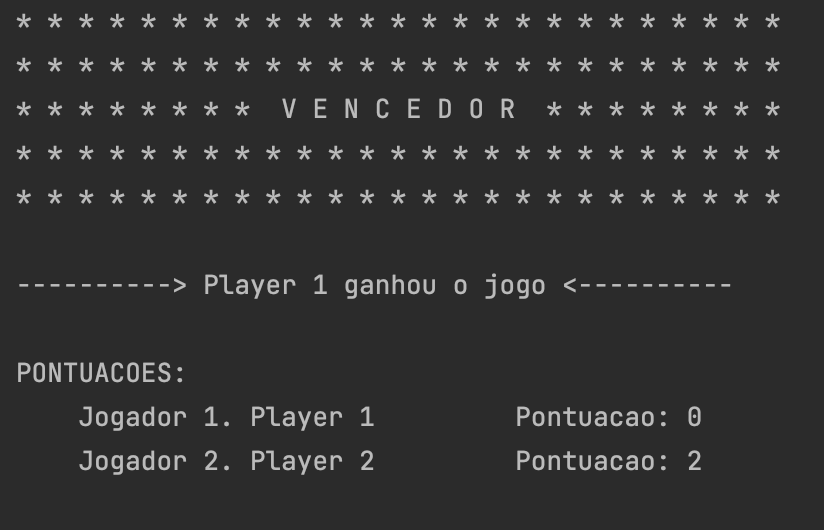 * * * * * * * * * * * * * * * * * * * * * * * * *
* * * * * * * * * * * * * * * * * * * * * * * * *
* * * * * * * *  V E N C E D O R  * * * * * * * *
* * * * * * * * * * * * * * * * * * * * * * * * *
* * * * * * * * * * * * * * * * * * * * * * * * *
----------> Player 1 ganhou o jogo <----------
PONTUACOES:
    Jogador 1. Player 1         Pontuacao: 0
    Jogador 2. Player 2         Pontuacao: 2